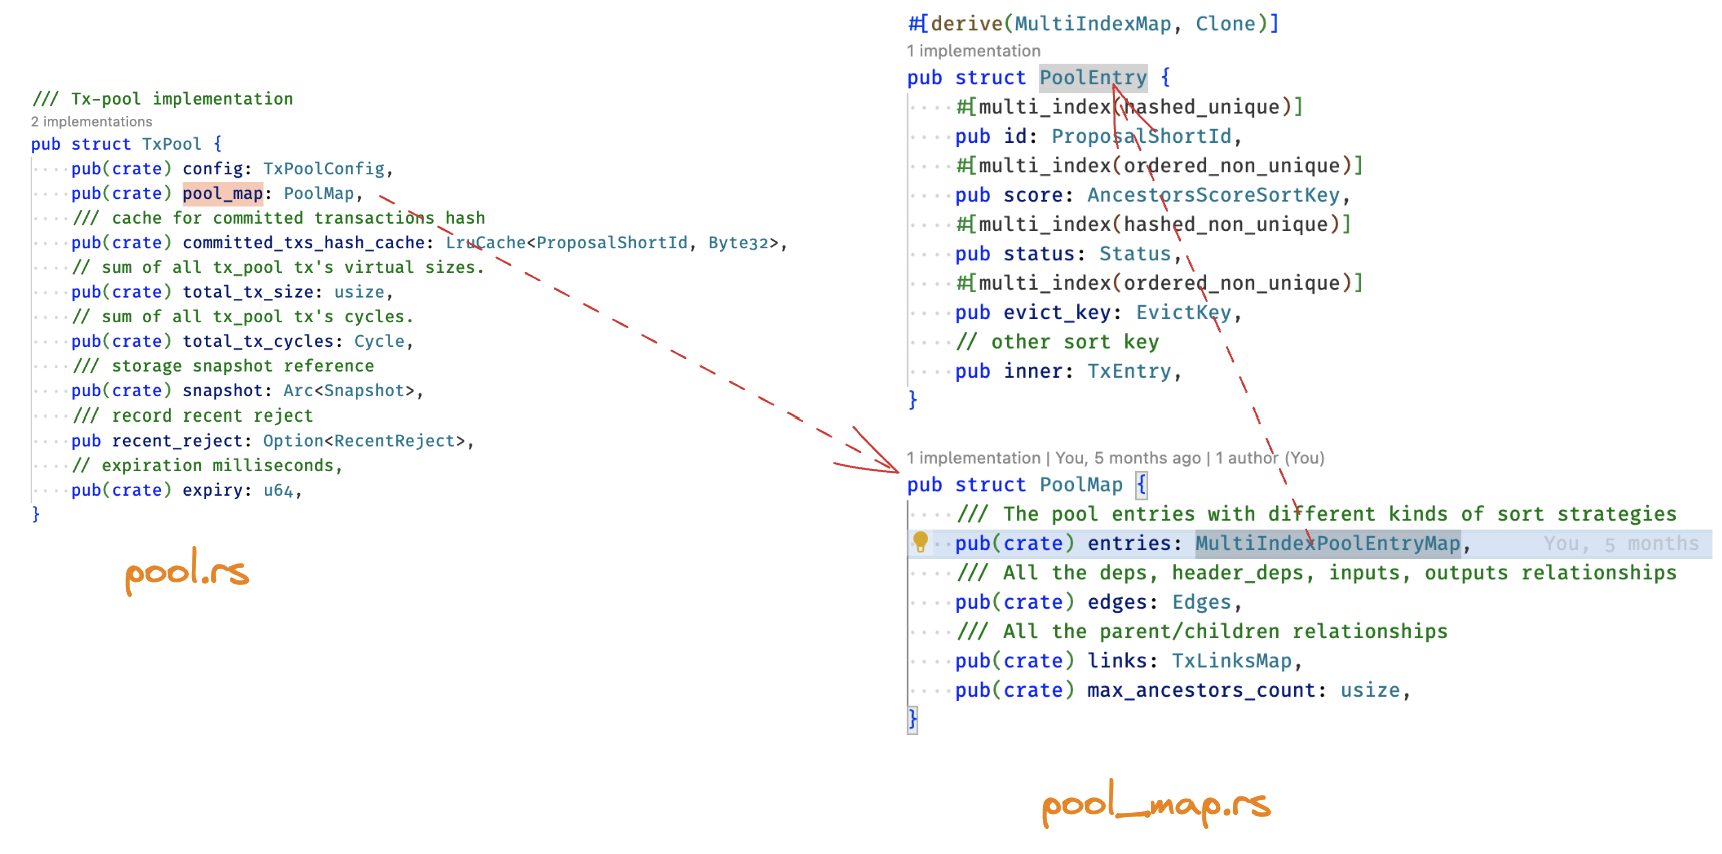 /// Tx-pool implementation
2 implementations
pub struct TxPool {
····pub(crate) config: TxPoolConfig,
····pub(crate) pool_map: PoolMap,
····/// cache for committed transactions hash
····pub(crate) committed_txs_hash_cache: LruCache<ProposalShortId, Byte32>,
····// sum of all tx_pool tx's virtual sizes.
····pub(crate) total_tx_size: usize,
····// sum of all tx_pool tx's cycles.
····pub(crate) total_tx_cycles: Cycle,
····/// storage snapshot reference
····pub(crate) snapshot: Arc<Snapshot>,
····/// record recent reject
····pub recent_reject: Option<RecentReject>,
····// expiration milliseconds,
····pub(crate) expiry: u64,
}
pool.rs
#[derive(MultiIndexMap, Clone)]
1 implementation
pub struct PoolEntry {
····#[multi_index(hashed_unique)]
····pub id: ProposalShortId,
····#[multi_index(ordered_non_unique)]
····pub score: AncestorsScoreSortKey,
····#[multi_index(hashed_non_unique)]
····pub status: Status,
····#[multi_index(ordered_non_unique)]
····pub evict_key: EvictKey,
····// other sort key
····pub inner: TxEntry,
}
1 implementation | You, 5 months ago | 1 author (You)
pub struct PoolMap {
····/// The pool entries with different kinds of sort strategies
····pub(crate) entries: MultiIndexPoolEntryMap, You, 5 months
····/// All the deps, header_deps, inputs, outputs relationships
····pub(crate) edges: Edges,
····/// All the parent/children relationships
····pub(crate) links: TxLinksMap,
····pub(crate) max_ancestors_count: usize,
}
pool_map.rs